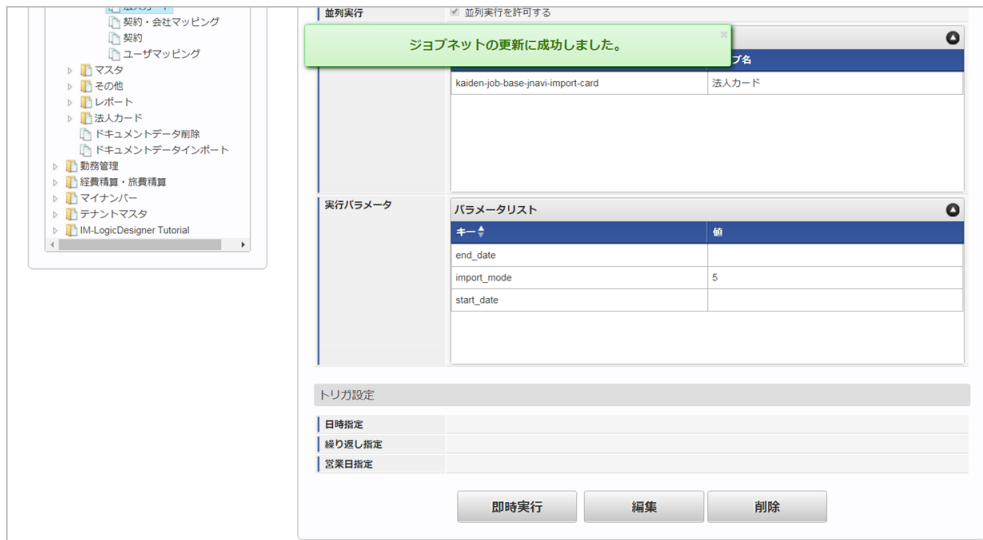 契約・会社マッピング
契約
ユーザマッピング
マスタ
その他
レポート
法人カード
ドキュメントデータ削除
ドキュメントデータインポート
勤務管理
経費精算・旅費精算
マイナンバー
テナントマスタ
IM-LogicDesigner Tutorial
並列実行
並列実行を許可する
ジョブネットの更新に成功しました。
×
ブ名
kaiden-job-base-jnavi-import-card
法人カード
実行パラメータ
パラメータリスト
キー
値
end_date
import_mode
5
start_date
トリガ設定
日時指定
繰り返し指定
営業日指定
即時実行
編集
削除